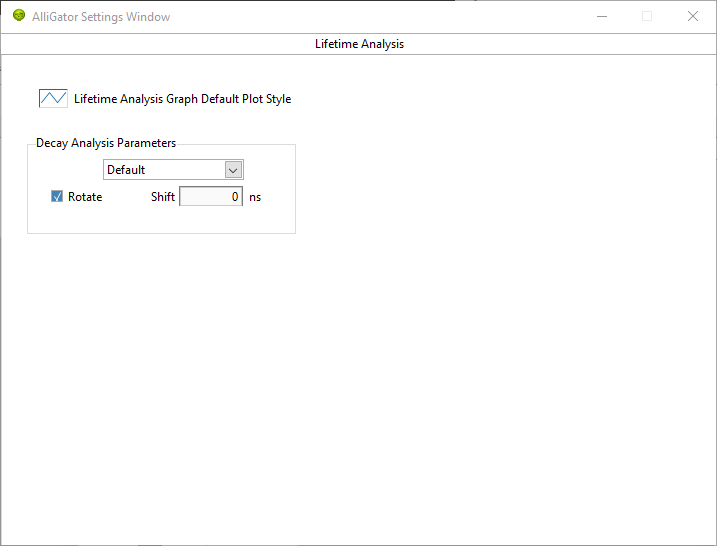 AlliGator Settings Window
Lifetime Analysis
Lifetime Analysis Graph Default Plot Style
Decay Analysis Parameters
Default
Rotate Shift 0 ns